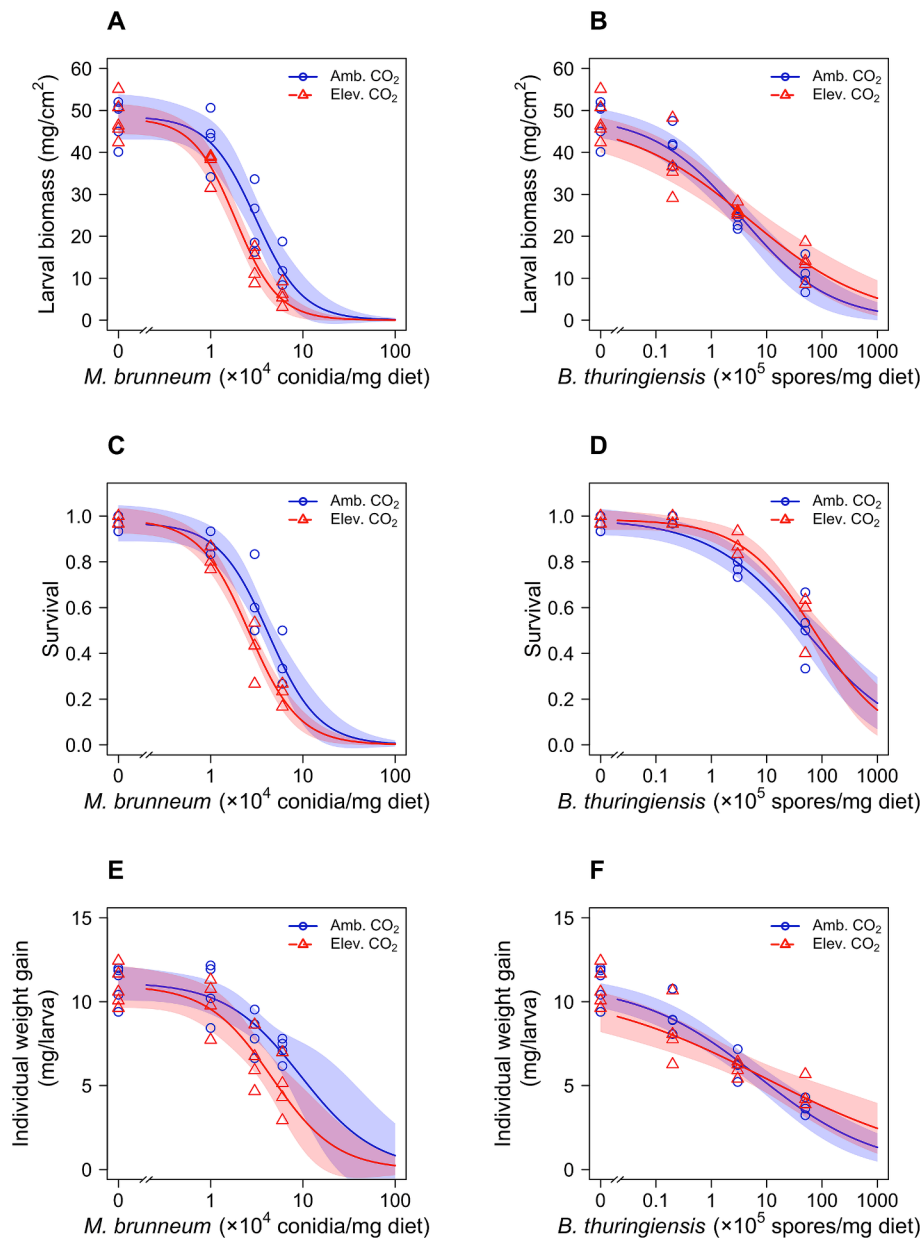 A
Larval biomass (mg/cm²)
60
50
40
30
20
10
0
Amb. CO₂
Elev. CO₂
0 1 10 100
M. brunneum (×10⁴ conidia/mg diet)
B
Larval biomass (mg/cm²)
60
50
40
30
20
10
0
Amb. CO₂
Elev. CO₂
0 0.1 1 10 100 1000
B. thuringiensis (×10⁵ spores/mg diet)
C
Survival
1.0
0.8
0.6
0.4
0.2
0.0
Amb. CO₂
Elev. CO₂
0 1 10 100
M. brunneum (×10⁴ conidia/mg diet)
D
Survival
1.0
0.8
0.6
0.4
0.2
0.0
Amb. CO₂
Elev. CO₂
0 0.1 1 10 100 1000
B. thuringiensis (×10⁵ spores/mg diet)
E
Individual weight gain
(mg/larva)
15
10
5
0
Amb. CO₂
Elev. CO₂
0 1 10 100
M. brunneum (×10⁴ conidia/mg diet)
F
Individual weight gain
(mg/larva)
15
10
5
0
Amb. CO₂
Elev. CO₂
0 0.1 1 10 100 1000
B. thuringiensis (×10⁵ spores/mg diet)